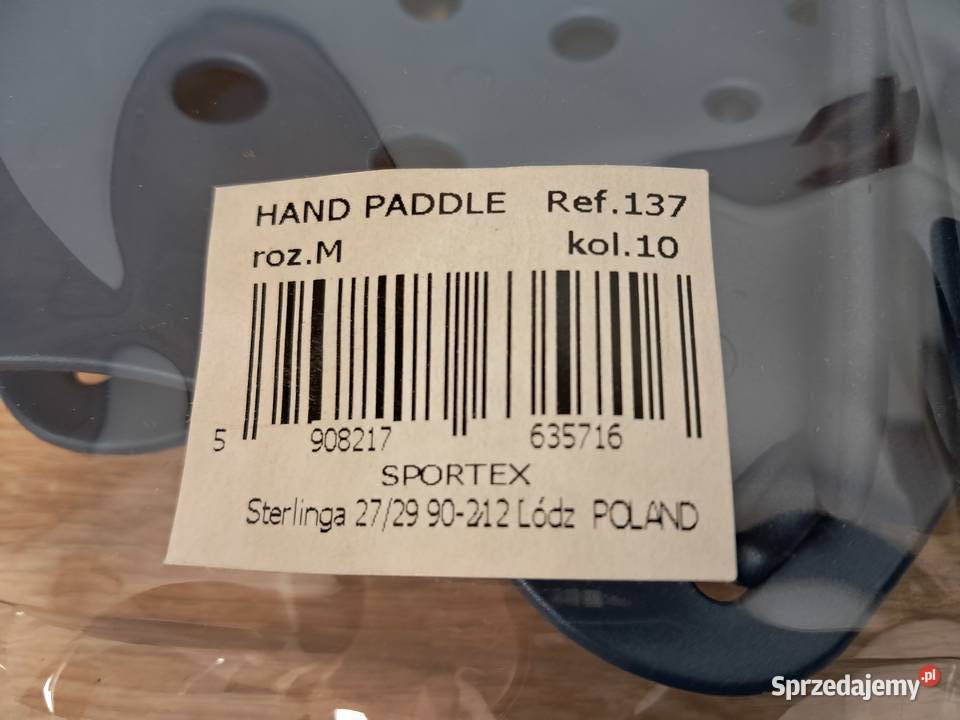 HAND PADDLE Ref.137
roz.M kol.10
5 908217 635716
SPORTEX
Sterlinga 27/29 90-212 Łódz POLAND
Sprzedajemy.pl